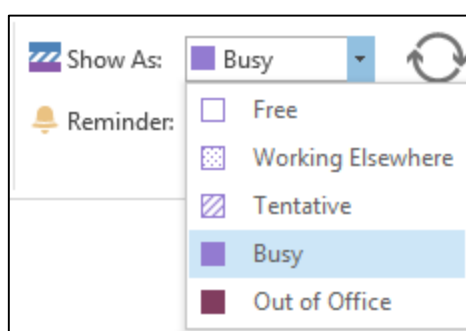 Show As: Busy
Reminder:
Free
Working Elsewhere
Tentative
Busy
Out of Office